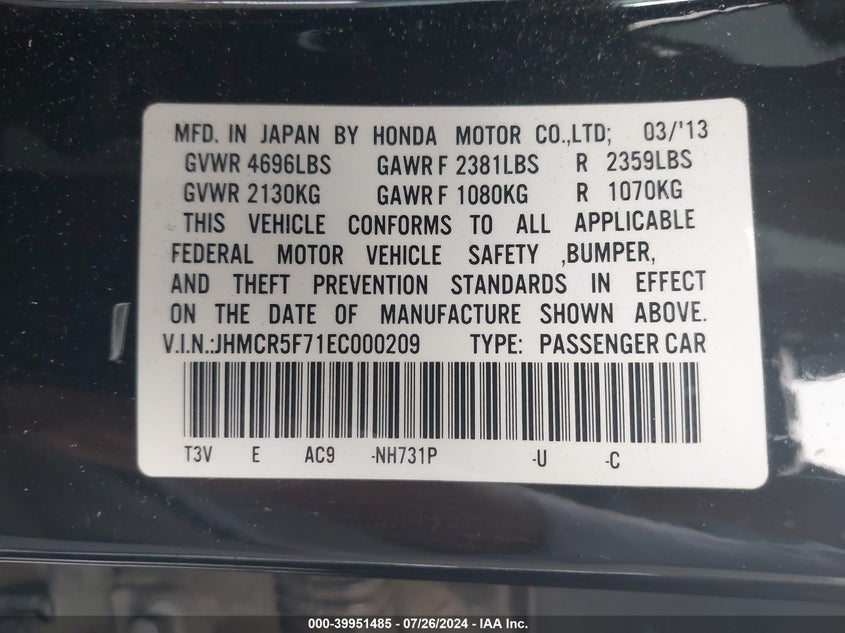 MFD. IN JAPAN BY HONDA MOTOR CO.,LTD; 03/'13
GVWR 4696LBS GAWR F 2381LBS R 2359LBS
GVWR 2130KG GAWR F 1080KG R 1070KG
THIS VEHICLE CONFORMS TO ALL APPLICABLE
FEDERAL MOTOR VEHICLE SAFETY ,BUMPER,
AND THEFT PREVENTION STANDARDS IN EFFECT
ON THE DATE OF MANUFACTURE SHOWN ABOVE.
V.I.N.:JHMCR5F71EC000209 TYPE: PASSENGER CAR
T3V E AC9 -NH731P -U -C
000-39951485 - 07/26/2024 - IAA Inc.